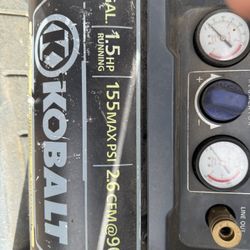 AL.
1.5 HP
RUNNING
155 MAX PSI
2.6 CFM @ 9
KOBALT
LINE OUT